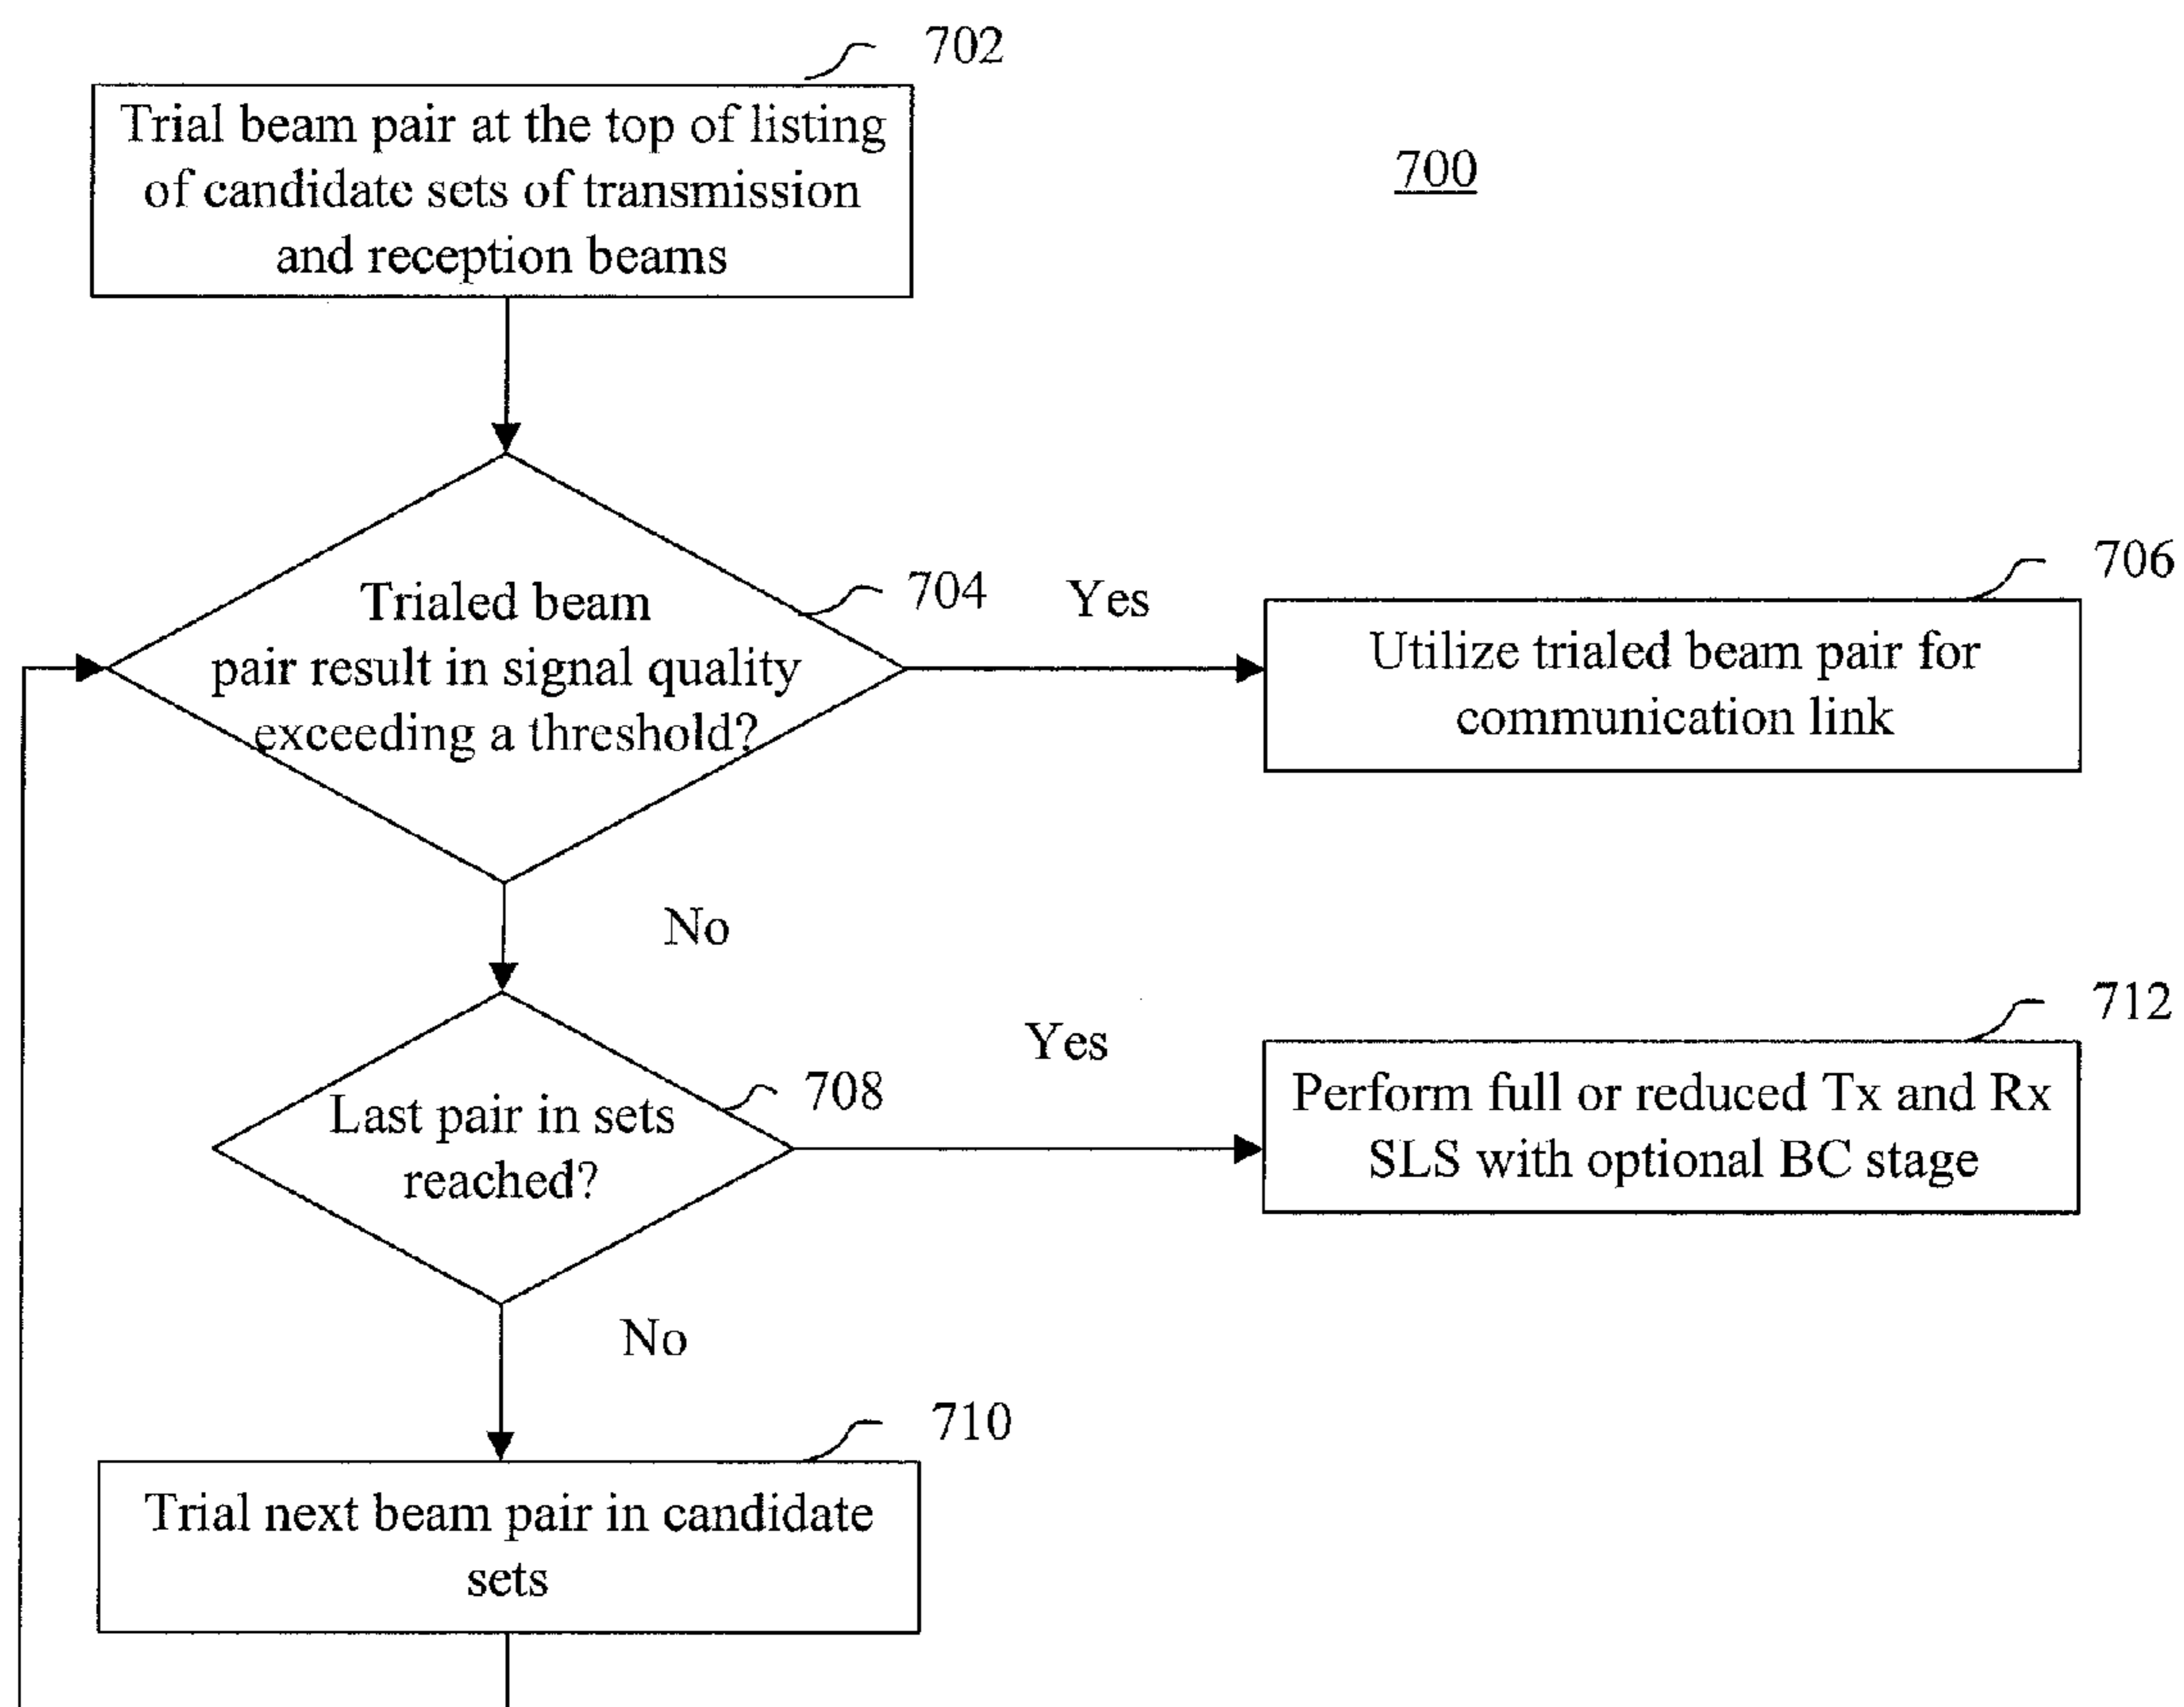 702
Trial beam pair at the top of listing
of candidate sets of transmission
and reception beams
700
704
Yes
706
Trialed beam
pair result in signal quality
exceeding a threshold?
Utilize trialed beam pair for
communication link
No
712
Yes
708
Last pair in sets
reached?
Perform full or reduced Tx and Rx
SLS with optional BC stage
No
710
Trial next beam pair in candidate
sets